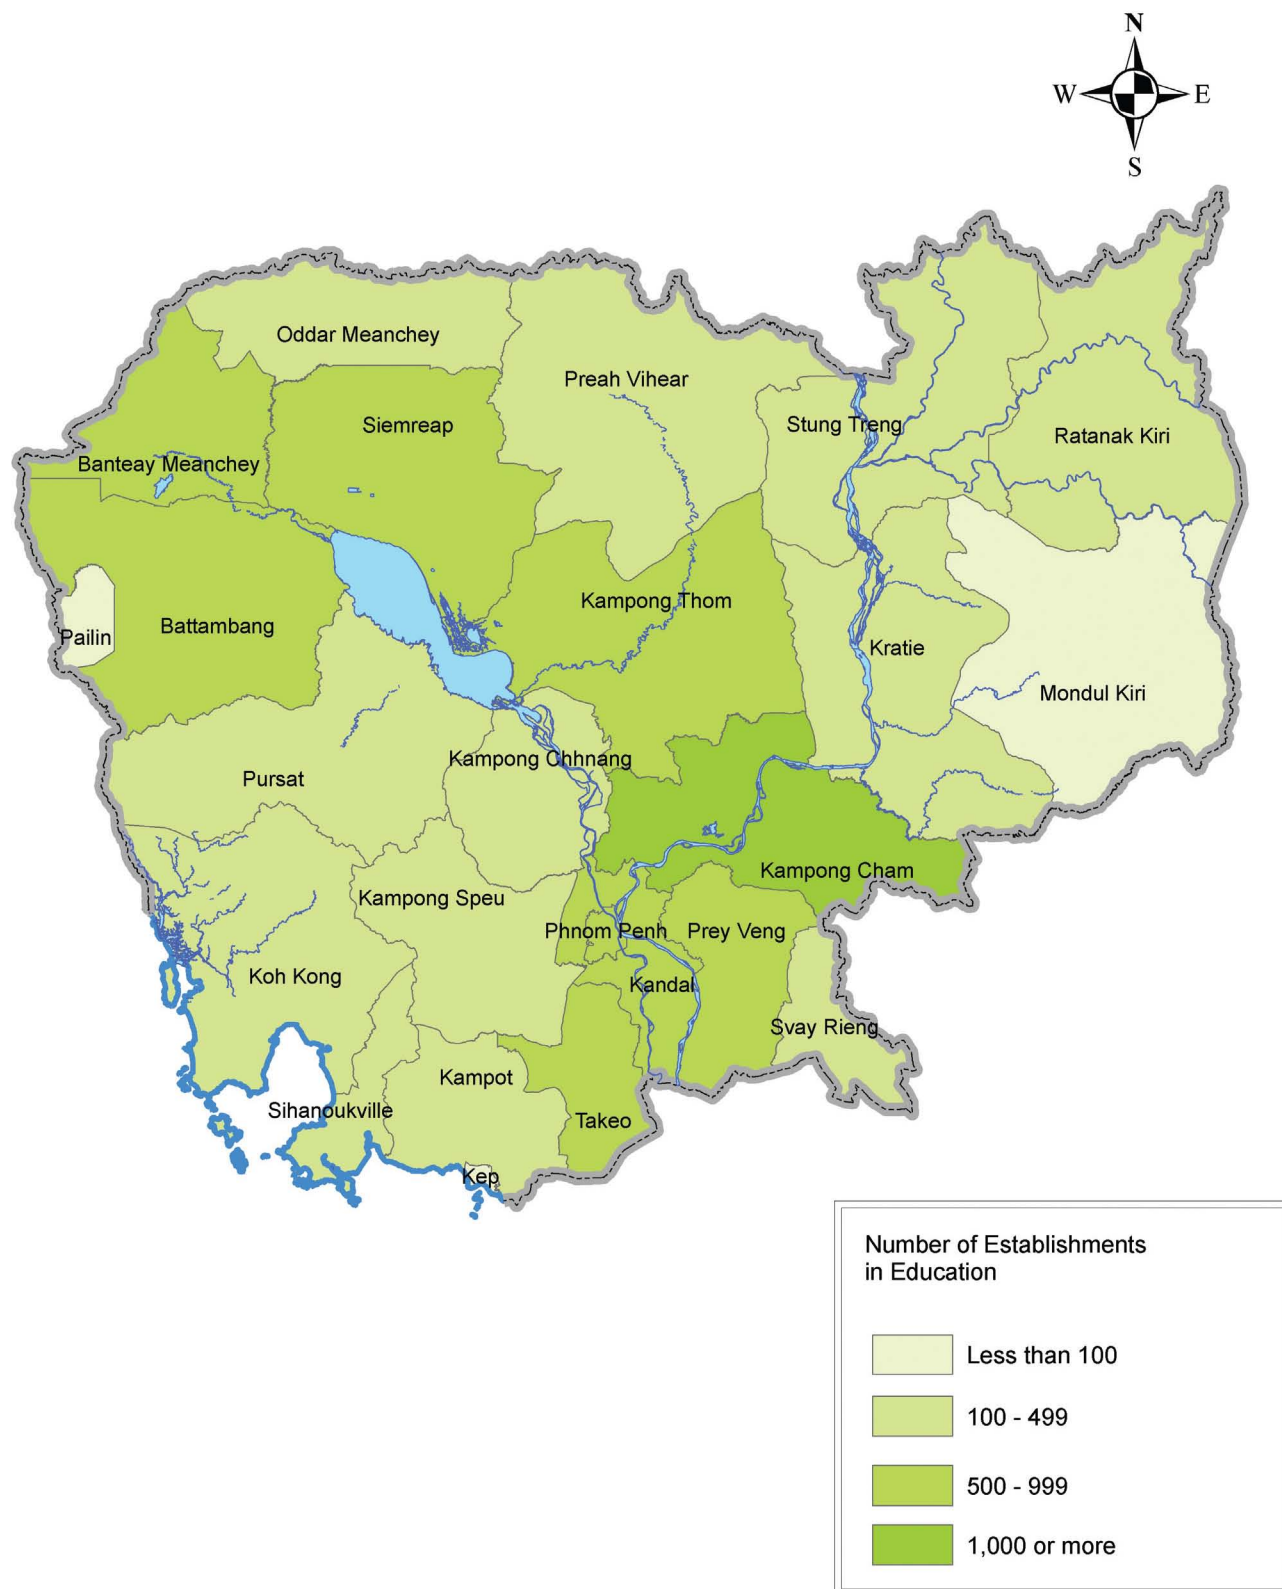 N
W E
S
Oddar Meanchey
Preah Vihear
Siemreap
Stung Treng
Ratanak Kiri
Banteay Meanchey
Kampong Thom
Battambang
Pailin
Kratie
Mondul Kiri
Kampong Chhnang
Pursat
Kampong Cham
Kampong Speu
Phnom Penh
Prey Veng
Koh Kong
Kandal
Svay Rieng
Kampot
Sihanoukville
Takeo
Kep
Number of Establishments
in Education
Less than 100
100 - 499
500 - 999
1,000 or more